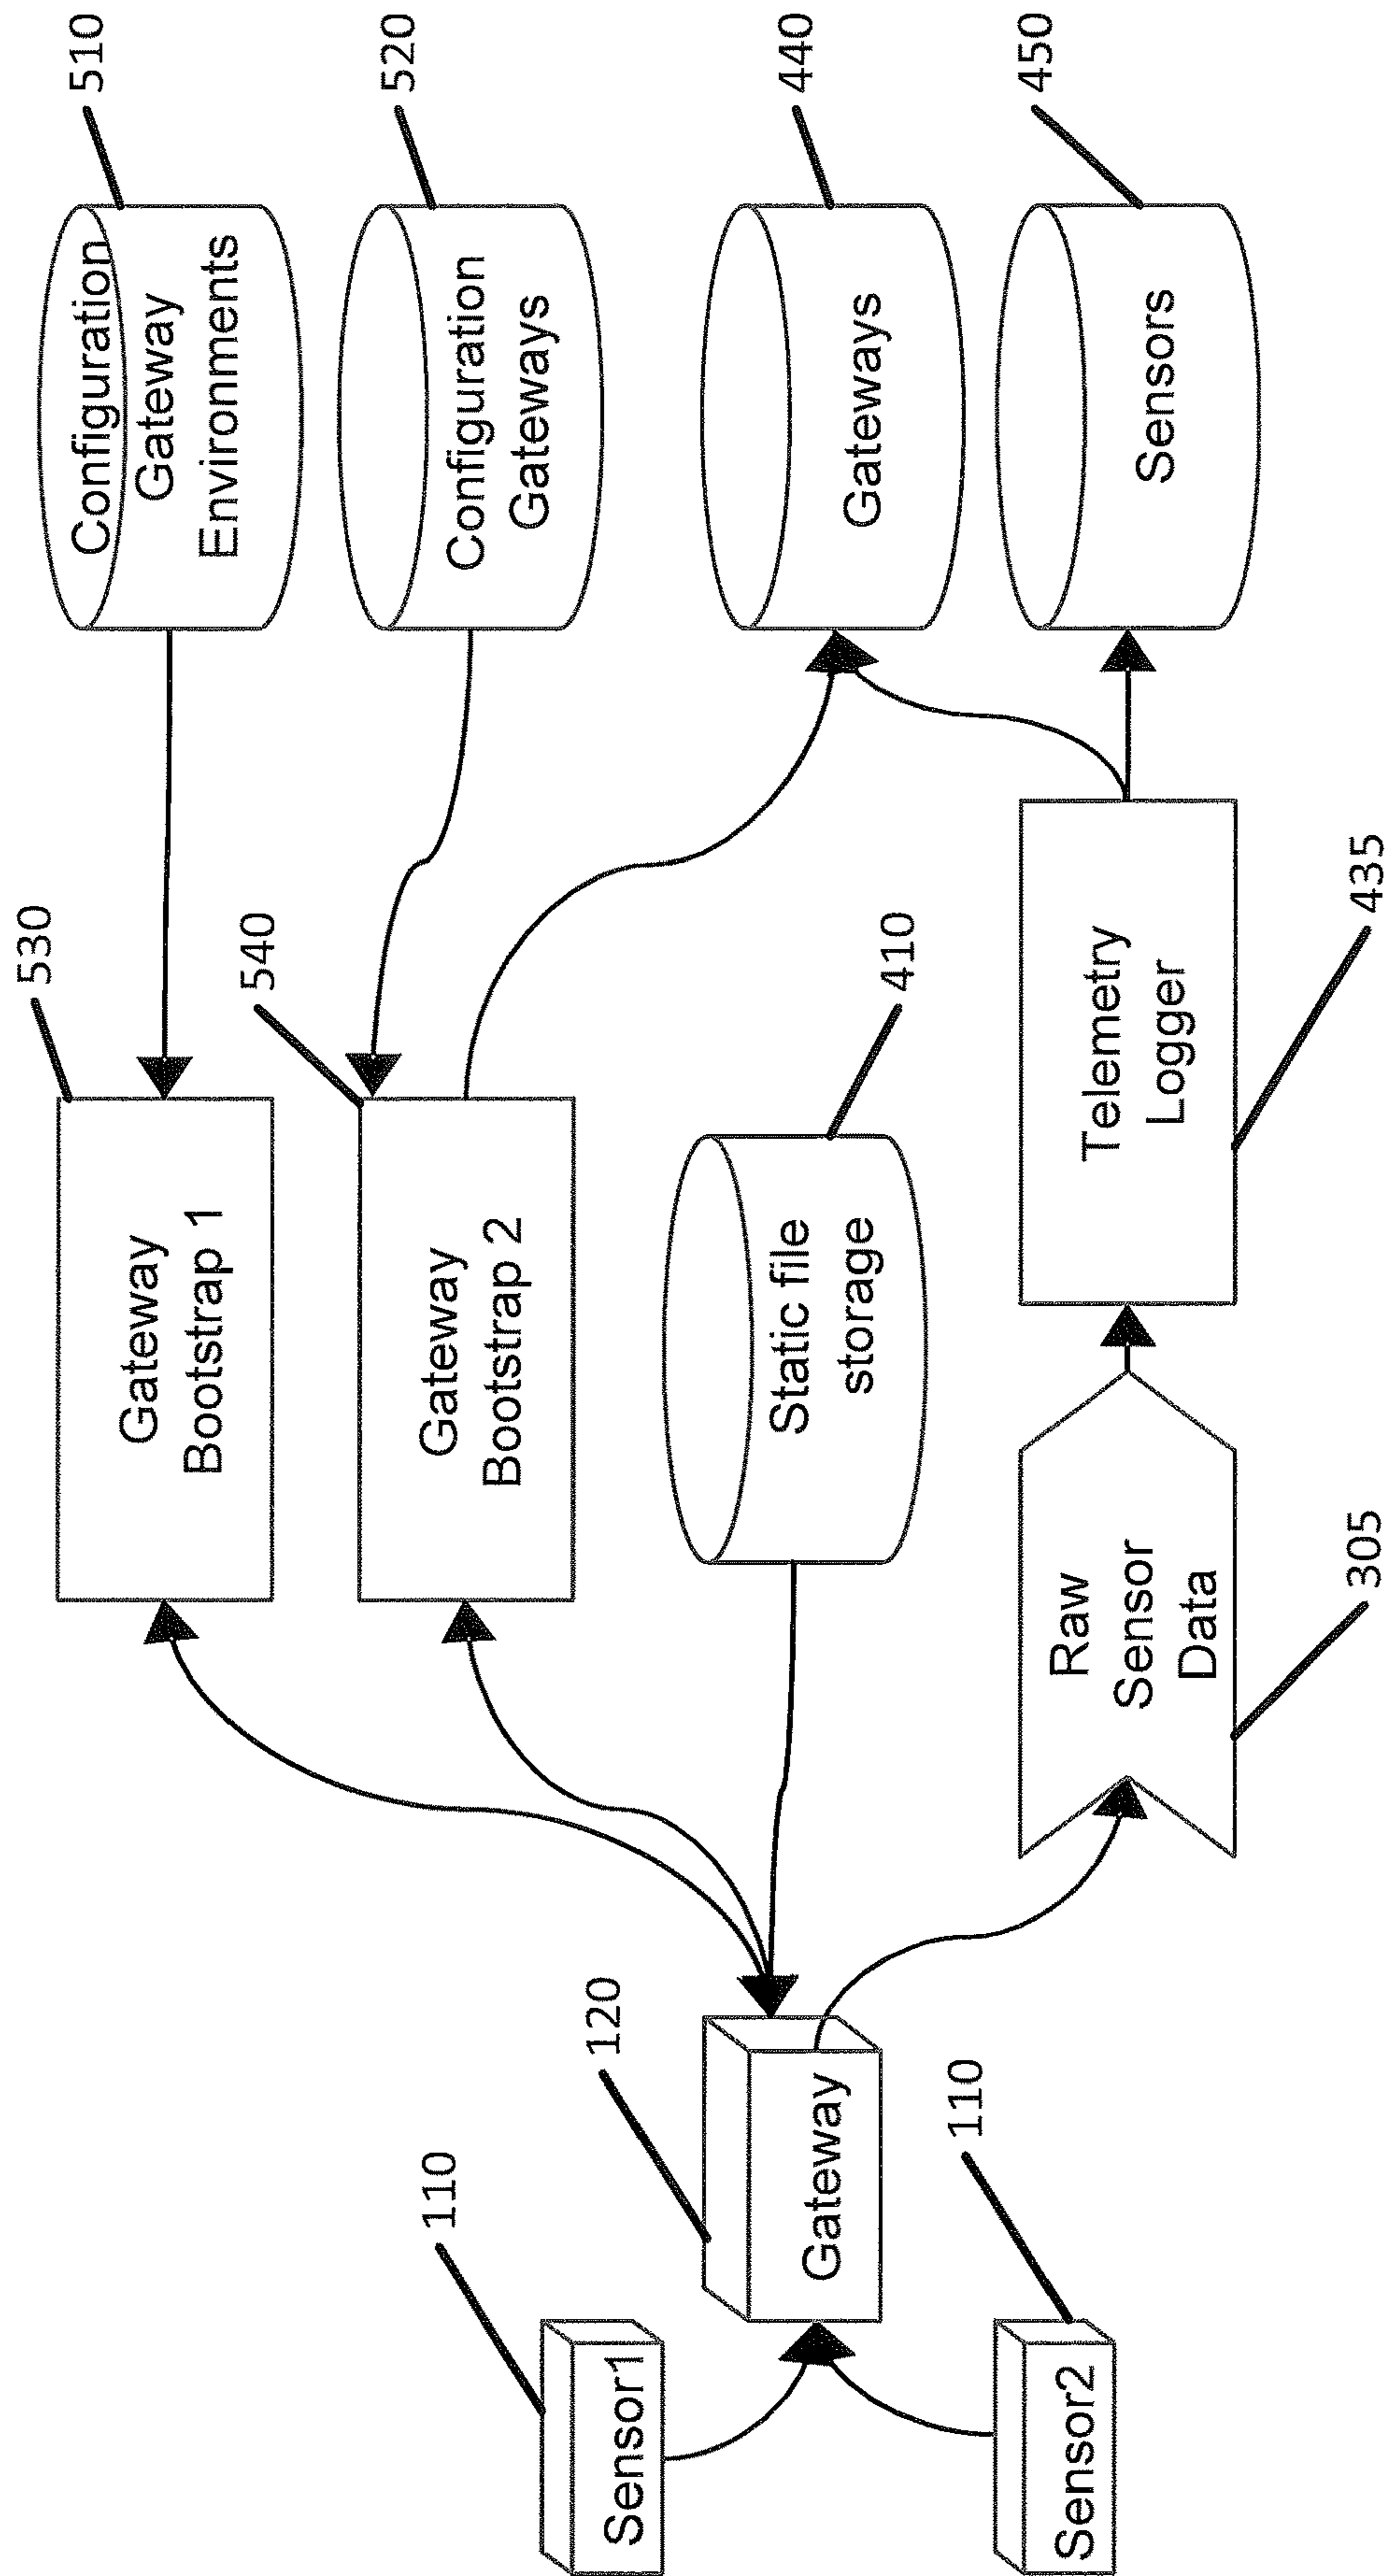 510
Configuration
Gateway
Environments
520
Configuration
Gateways
440
Gateways
450
Sensors
530
Gateway
Bootstrap 1
540
Gateway
Bootstrap 2
410
Static file
storage
435
Telemetry
Logger
305
Raw
Sensor
Data
120
Gateway
110
Sensor1
110
Sensor2